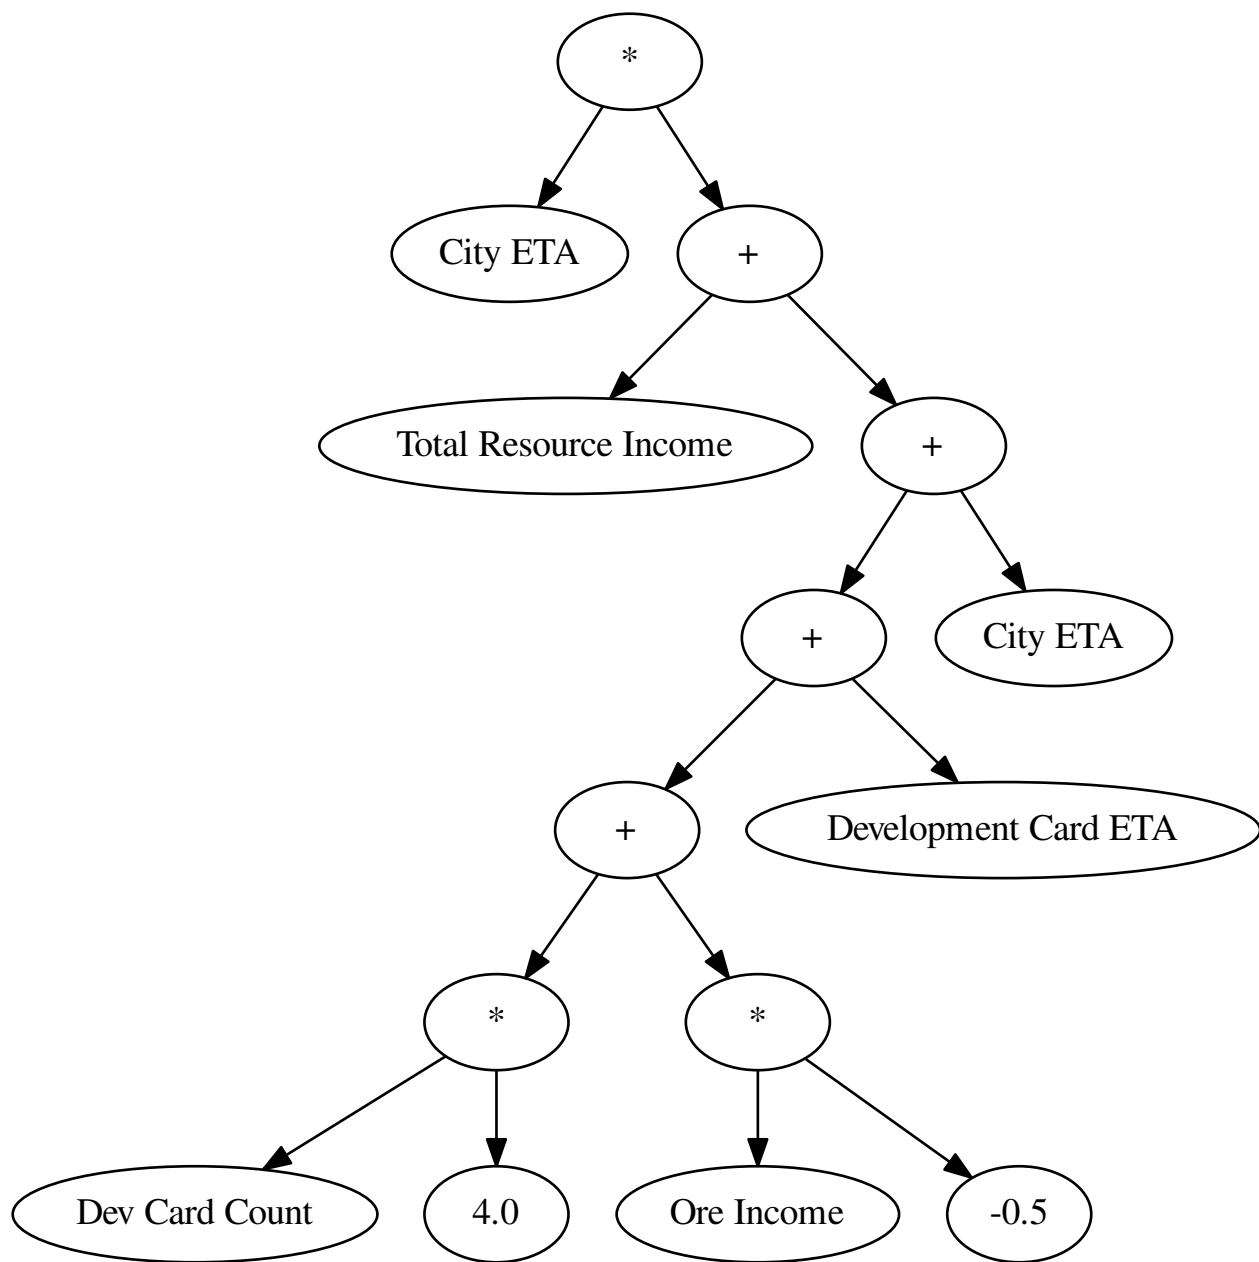 *
City ETA
+
Total Resource Income
+
+
City ETA
+
Development Card ETA
*
*
Dev Card Count
4.0
Ore Income
-0.5